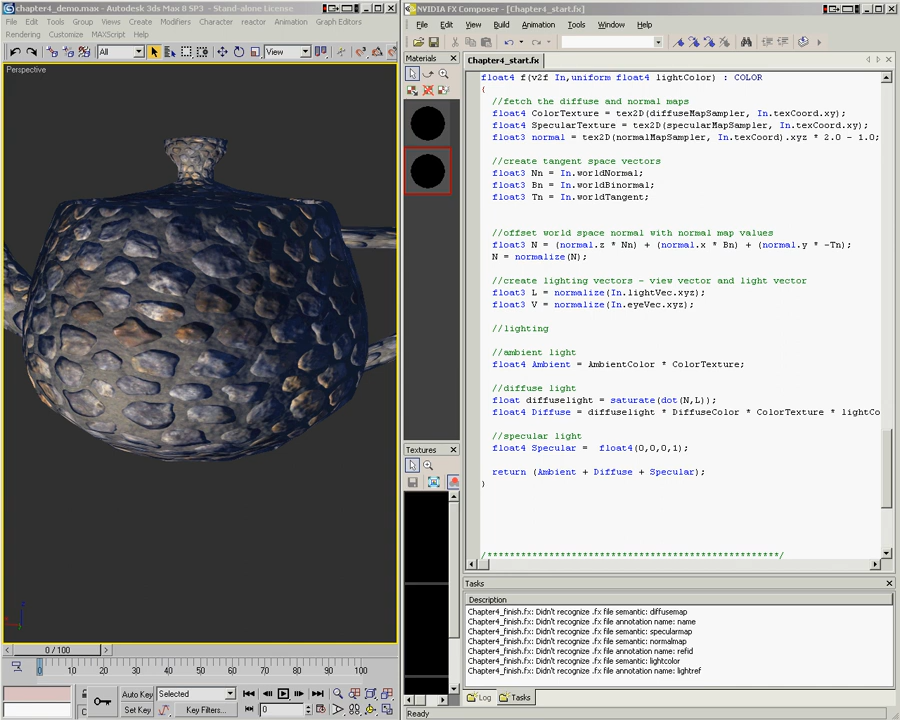 chapter4_demo.max - Autodesk 3ds Max 8 SP3 - Stand-alone License
File Edit Tools Group Views Create Modifiers Character reactor Animation Graph Editors
Rendering Customize MAXScript Help
All
View
Perspective
0 / 100
0 10 20 30 40 50 60 70 80 90 100
Auto Key Selected
Set Key Key Filters...
0
NVIDIA FX Composer - [Chapter4_start.fx]
File Edit View Build Animation Tools Window Help
Materials
Chapter4_start.fx
float4 f(v2f In,uniform float4 lightColor) : COLOR
{
//fetch the diffuse and normal maps
float4 ColorTexture = tex2D(diffuseMapSampler, In.texCoord.xy);
float4 SpecularTexture = tex2D(specularMapSampler, In.texCoord.xy);
float3 normal = tex2D(normalMapSampler, In.texCoord).xyz * 2.0 - 1.0;
//create tangent space vectors
float3 Nn = In.worldNormal;
float3 Bn = In.worldBinormal;
float3 Tn = In.worldTangent;
//offset world space normal with normal map values
float3 N = (normal.z * Nn) + (normal.x * Bn) + (normal.y * -Tn);
N = normalize(N);
//create lighting vectors - view vector and light vector
float3 L = normalize(In.lightVec.xyz);
float3 V = normalize(In.eyeVec.xyz);
//lighting
//ambient light
float4 Ambient = AmbientColor * ColorTexture;
//diffuse light
float diffuselight = saturate(dot(N,L));
float4 Diffuse = diffuselight * DiffuseColor * ColorTexture * lightCo
//specular light
float4 Specular = float4(0,0,0,1);
return (Ambient + Diffuse + Specular);
}
/*******************************************************/
Textures
Tasks
Description
Chapter4_finish.fx: Didn't recognize .fx file semantic: diffusemap
Chapter4_finish.fx: Didn't recognize .fx file annotation name: name
Chapter4_finish.fx: Didn't recognize .fx file semantic: specularmap
Chapter4_finish.fx: Didn't recognize .fx file semantic: normalmap
Chapter4_finish.fx: Didn't recognize .fx file annotation name: refid
Chapter4_finish.fx: Didn't recognize .fx file semantic: lightcolor
Chapter4_finish.fx: Didn't recognize .fx file annotation name: lightref
Log Tasks
Ready